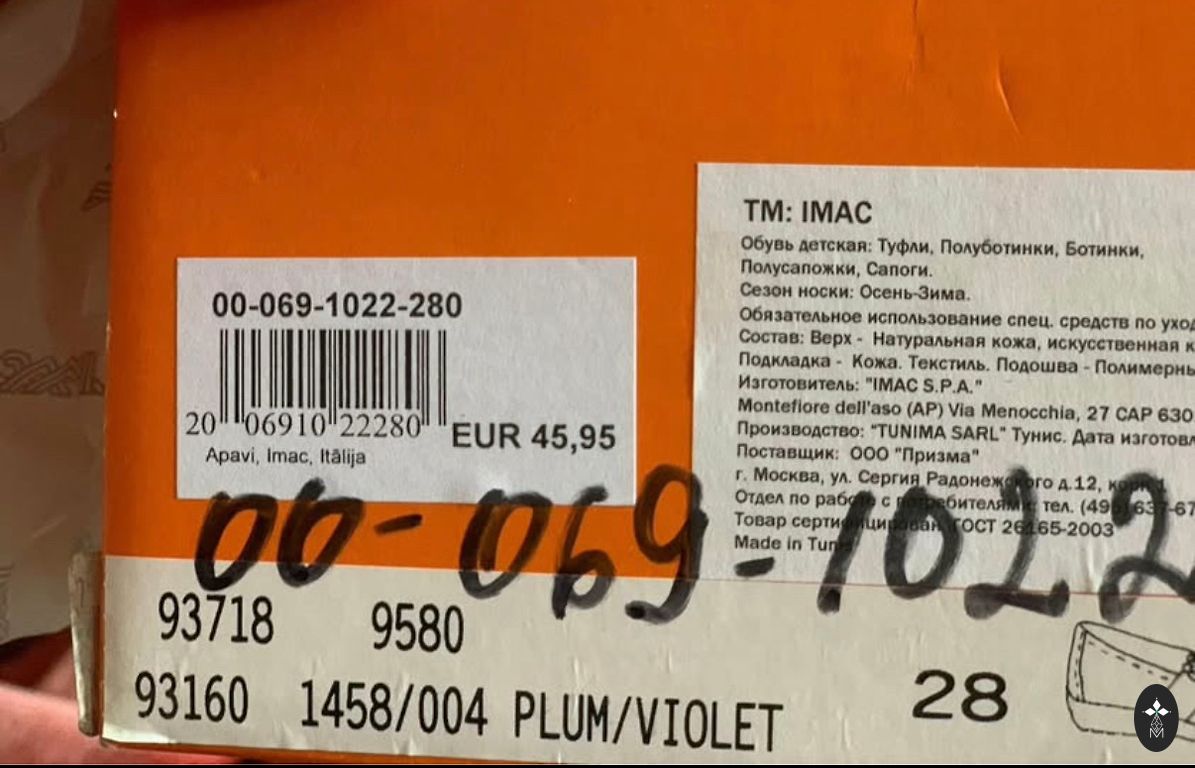 00-069-1022-280
20 06910 22280
EUR 45,95
Apavi, Imac, Itālija
TM: IMAC
Обувь детская: Туфли, Полуботинки, Ботинки,
Полусапожки, Сапоги.
Сезон носки: Осень-Зима.
Обязательное использование спец. средств по
Состав: Верх - Натуральная кожа, искусственная
Подкладка - Кожа. Текстиль. Подошва -
Изготовитель: "IMAC S.P.A."
Montefiore dell'aso (AP) Via Menocchia, 27 CAP 630
Производство: "TUNIMA SARL" Тунис. Дата
Поставщик: ООО "Призма"
г. Москва, ул. Сергия Радонежского д.12,
Отдел по работе с потребителями: тел.
Товар сертифицирован. ГОСТ 26165-2003
Made in
00-069-1022
93718 9580
93160 1458/004 PLUM/VIOLET 28
M